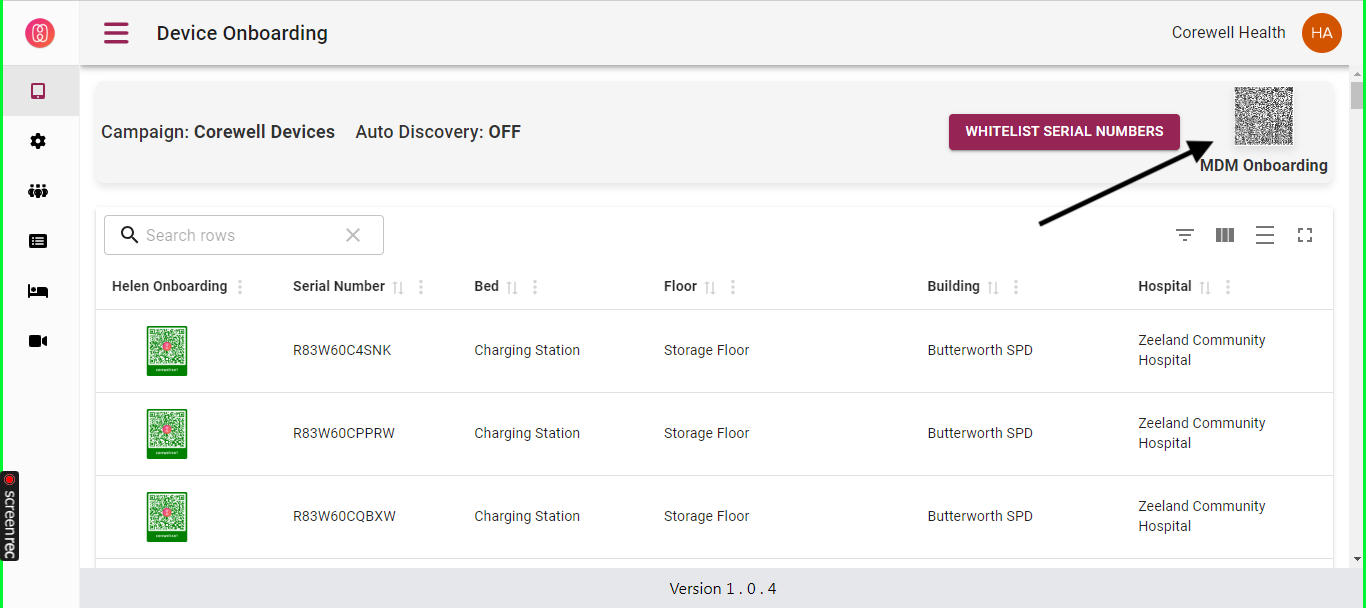 Device Onboarding
Corewell Health
HA
Campaign: Corewell Devices Auto Discovery: OFF
WHITELIST SERIAL NUMBERS
MDM Onboarding
Search rows
Helen Onboarding Serial Number Bed Floor Building Hospital
R83W60C4SNK Charging Station Storage Floor Butterworth SPD Zeeland Community
Hospital
R83W60CPPRW Charging Station Storage Floor Butterworth SPD Zeeland Community
Hospital
R83W60CQBXW Charging Station Storage Floor Butterworth SPD Zeeland Community
Hospital
screenrec
Version 1 . 0 . 4